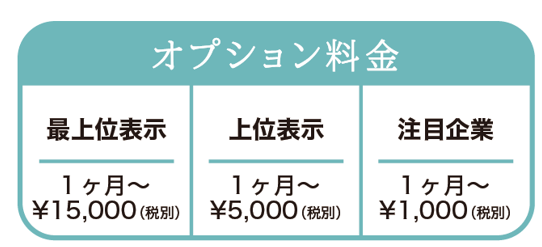 オプション料金
最上位表示
1ヶ月〜
¥15,000（税別）
上位表示
1ヶ月〜
¥5,000（税別）
注目企業
1ヶ月〜
¥1,000（税別）